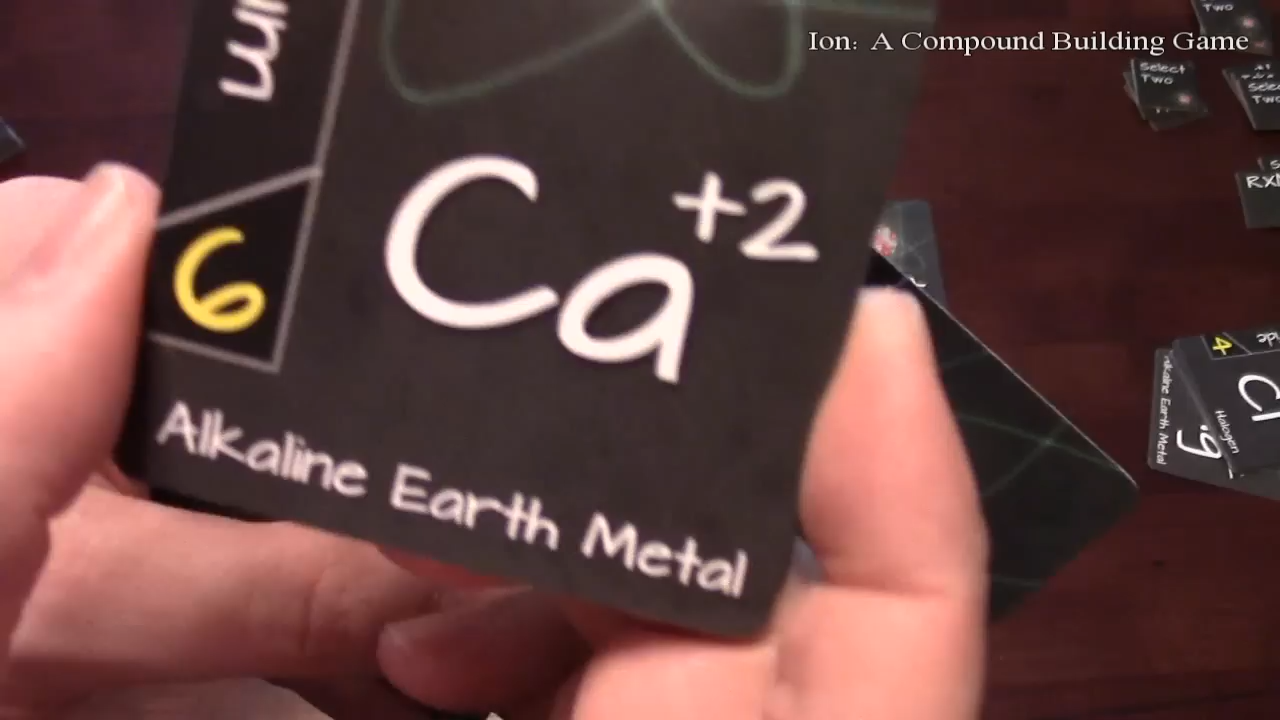 Ion: A Compound Building Game
Two
Select
Two
um
Ca+2
6
Alkaline Earth Metal
4
Cl
Halogen
Alkaline Earth Metal